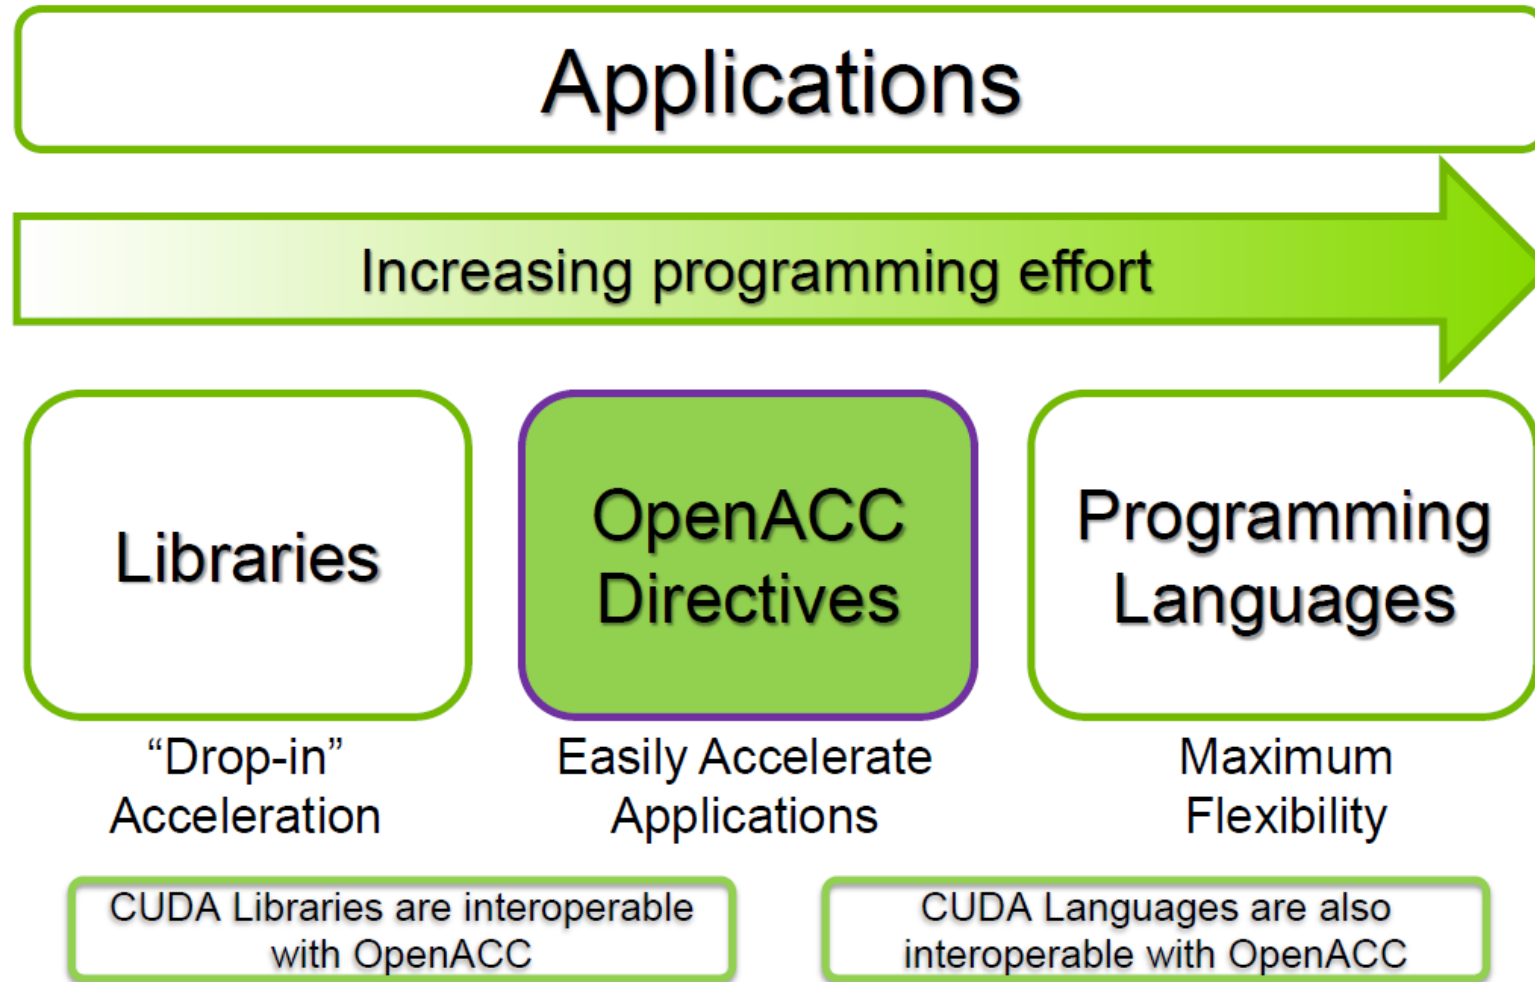 Applications
Increasing programming effort
Libraries
OpenACC
Directives
Programming
Languages
“Drop-in”
Acceleration
Easily Accelerate
Applications
Maximum
Flexibility
CUDA Libraries are interoperable
with OpenACC
CUDA Languages are also
interoperable with OpenACC